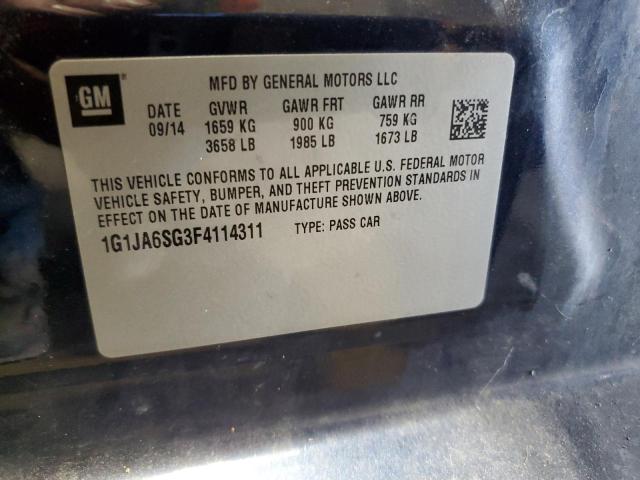 GM
MFD BY GENERAL MOTORS LLC
DATE GVWR GAWR FRT GAWR RR
09/14 1659 KG 900 KG 759 KG
3658 LB 1985 LB 1673 LB
THIS VEHICLE CONFORMS TO ALL APPLICABLE U.S. FEDERAL MOTOR
VEHICLE SAFETY, BUMPER, AND THEFT PREVENTION STANDARDS IN
EFFECT ON THE DATE OF MANUFACTURE SHOWN ABOVE.
1G1JA6SG3F4114311 TYPE: PASS CAR